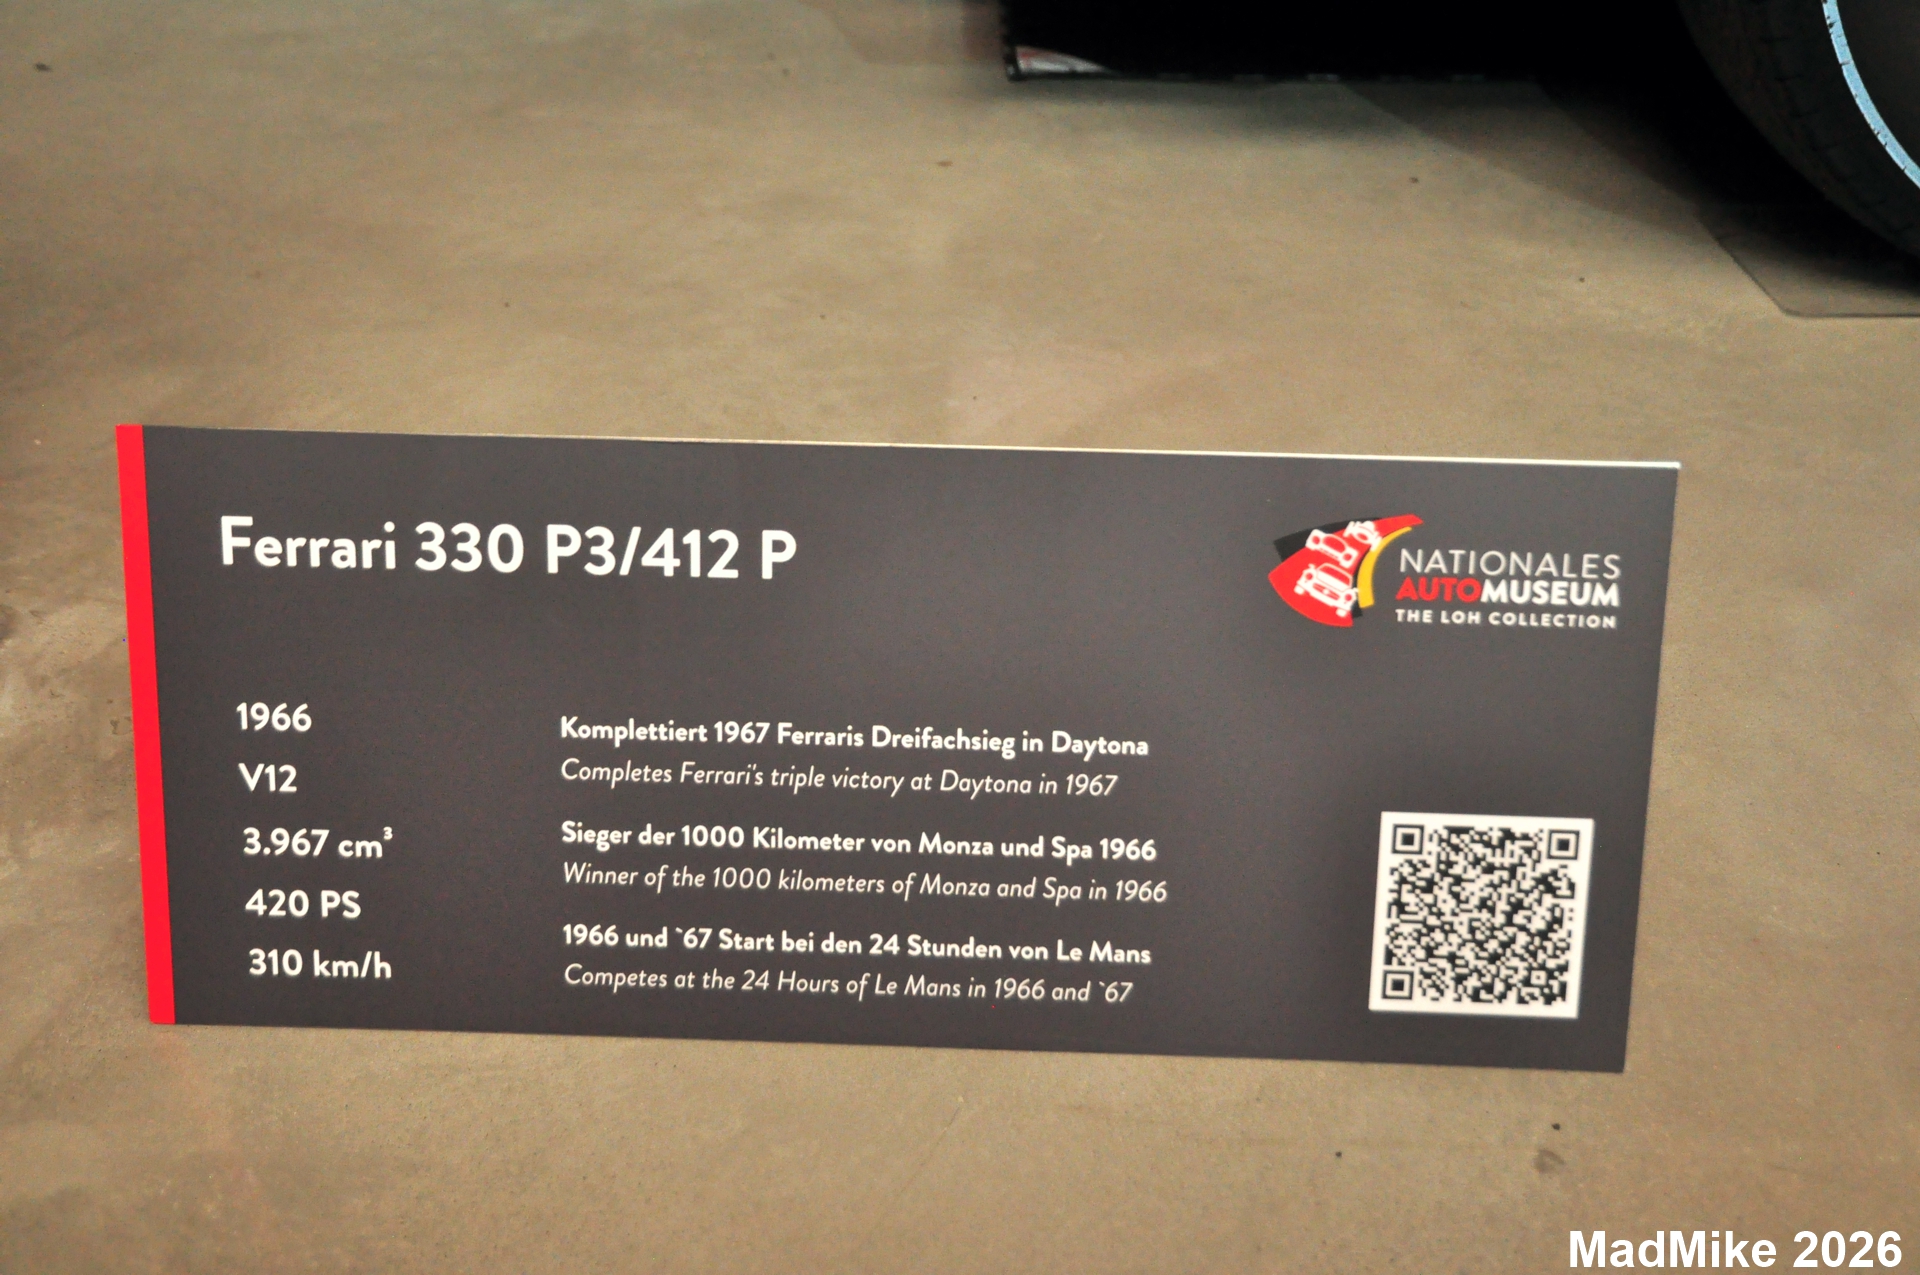 Ferrari 330 P3/412 P
NATIONALES
AUTOMUSEUM
THE LOH COLLECTION
1966
V12
3.967 cm³
420 PS
310 km/h
Komplettiert 1967 Ferraris Dreifachsieg in Daytona
Completes Ferrari's triple victory at Daytona in 1967
Sieger der 1000 Kilometer von Monza und Spa 1966
Winner of the 1000 kilometers of Monza and Spa in 1966
1966 und `67 Start bei den 24 Stunden von Le Mans
Competes at the 24 Hours of Le Mans in 1966 and `67
MadMike 2026